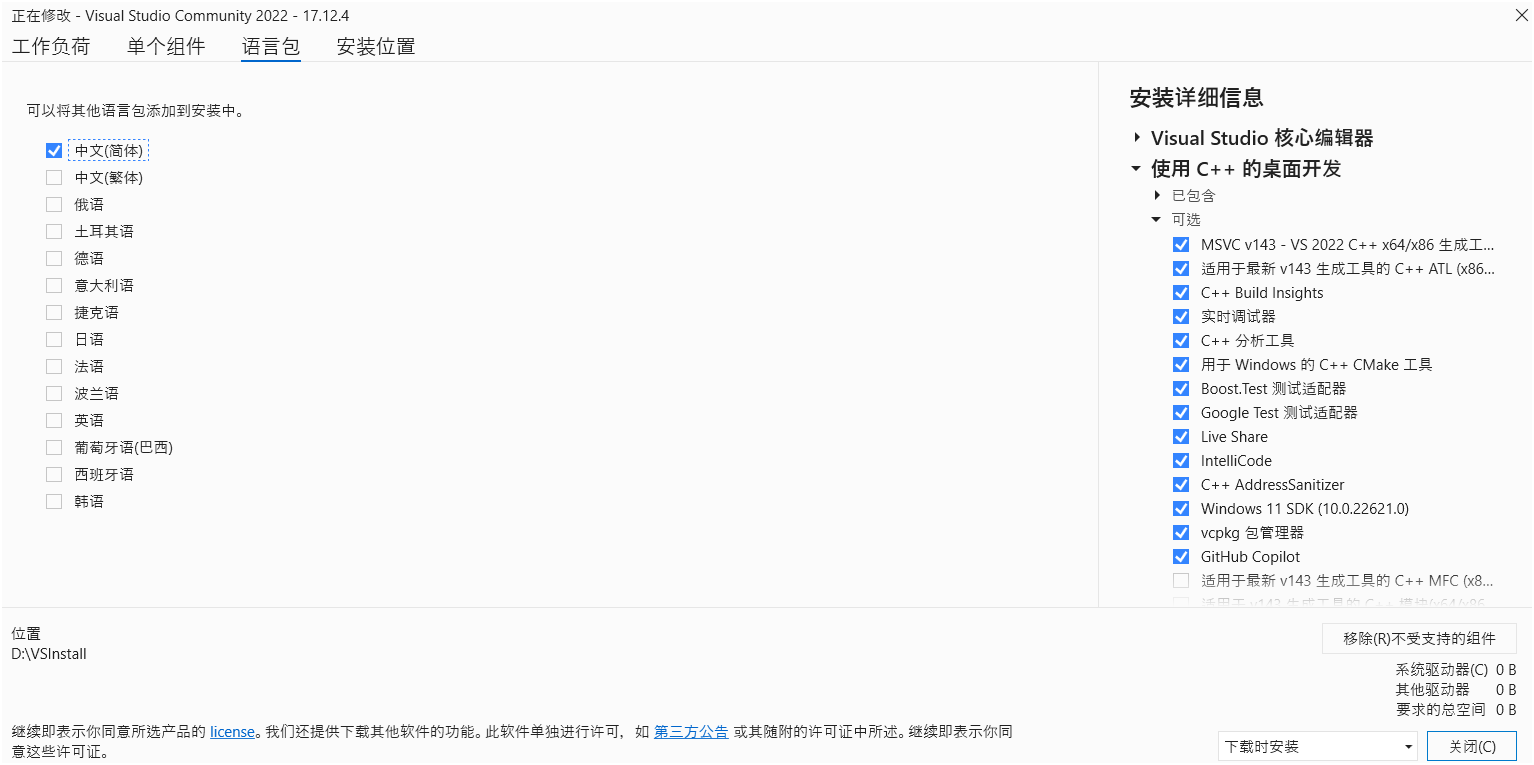 正在修改 - Visual Studio Community 2022 - 17.12.4
工作负荷 单个组件 语言包 安装位置
可以将其他语言包添加到安装中。
中文(简体)
中文(繁体)
俄语
土耳其语
德语
意大利语
捷克语
日语
法语
波兰语
英语
葡萄牙语(巴西)
西班牙语
韩语
安装详细信息
Visual Studio 核心编辑器
使用 C++ 的桌面开发
已包含
可选
MSVC v143 - VS 2022 C++ x64/x86 生成工...
适用于最新 v143 生成工具的 C++ ATL (x86...
C++ Build Insights
实时调试器
C++ 分析工具
用于 Windows 的 C++ CMake 工具
Boost.Test 测试适配器
Google Test 测试适配器
Live Share
IntelliCode
C++ AddressSanitizer
Windows 11 SDK (10.0.22621.0)
vcpkg 包管理器
GitHub Copilot
适用于最新 v143 生成工具的 C++ MFC (x8...
适用于 v143 生成工具的 C++ 模块(x64/x86
位置
D:\VSInstall
移除(R)不受支持的组件
系统驱动器(C) 0 B
其他驱动器 0 B
要求的总空间 0 B
继续即表示你同意所选产品的 license。我们还提供下载其他软件的功能。此软件单独进行许可，如 第三方公告 或其随附的许可证中所述。继续即表示你同
意这些许可证。
下载时安装
关闭(C)